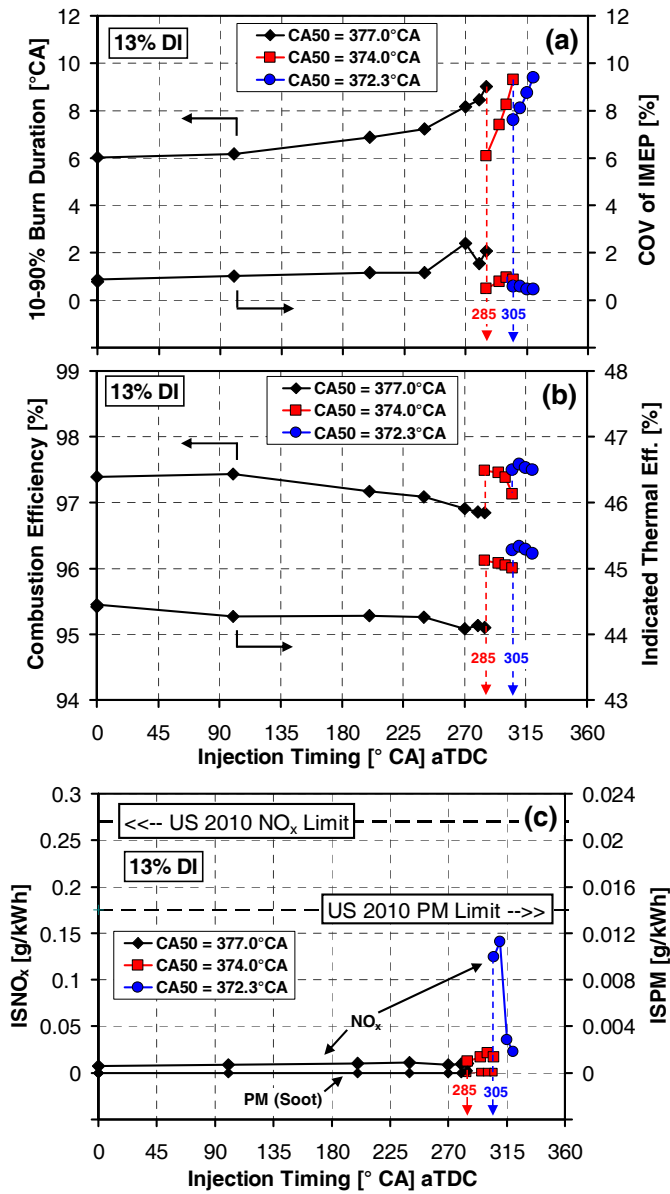 13% DI
CA50 = 377.0°CA
CA50 = 374.0°CA
CA50 = 372.3°CA
(a)
10-90% Burn Duration [°CA]
12
10
8
6
4
2
0
COV of IMEP [%]
12
10
8
6
4
2
0
285
305
13% DI
CA50 = 377.0°CA
CA50 = 374.0°CA
CA50 = 372.3°CA
(b)
Combustion Efficiency [%]
99
98
97
96
95
94
Indicated Thermal Eff. [%]
48
47
46
45
44
43
285
305
0 45 90 135 180 225 270 315 360
Injection Timing [° CA] aTDC
<<-- US 2010 NOx Limit
(c)
13% DI
US 2010 PM Limit -->>
CA50 = 377.0°CA
CA50 = 374.0°CA
CA50 = 372.3°CA
NOx
PM (Soot)
ISNOx [g/kWh]
0.3
0.25
0.2
0.15
0.1
0.05
0
ISPM [g/kWh]
0.024
0.020
0.016
0.012
0.008
0.004
0
285
305
0 45 90 135 180 225 270 315 360
Injection Timing [° CA] aTDC